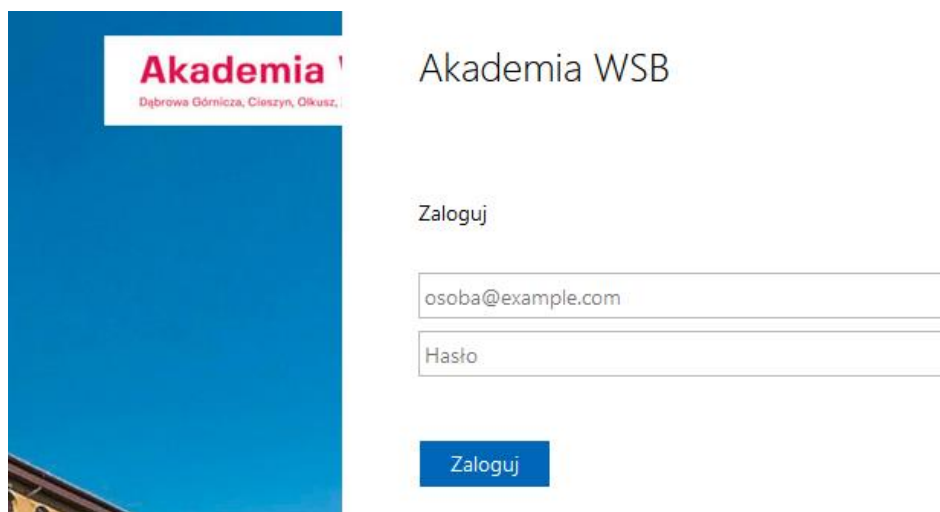 Akademia
Dąbrowa Górnicza, Cieszyn, Olkusz,
Akademia WSB
Zaloguj
osoba@example.com
Hasło
Zaloguj